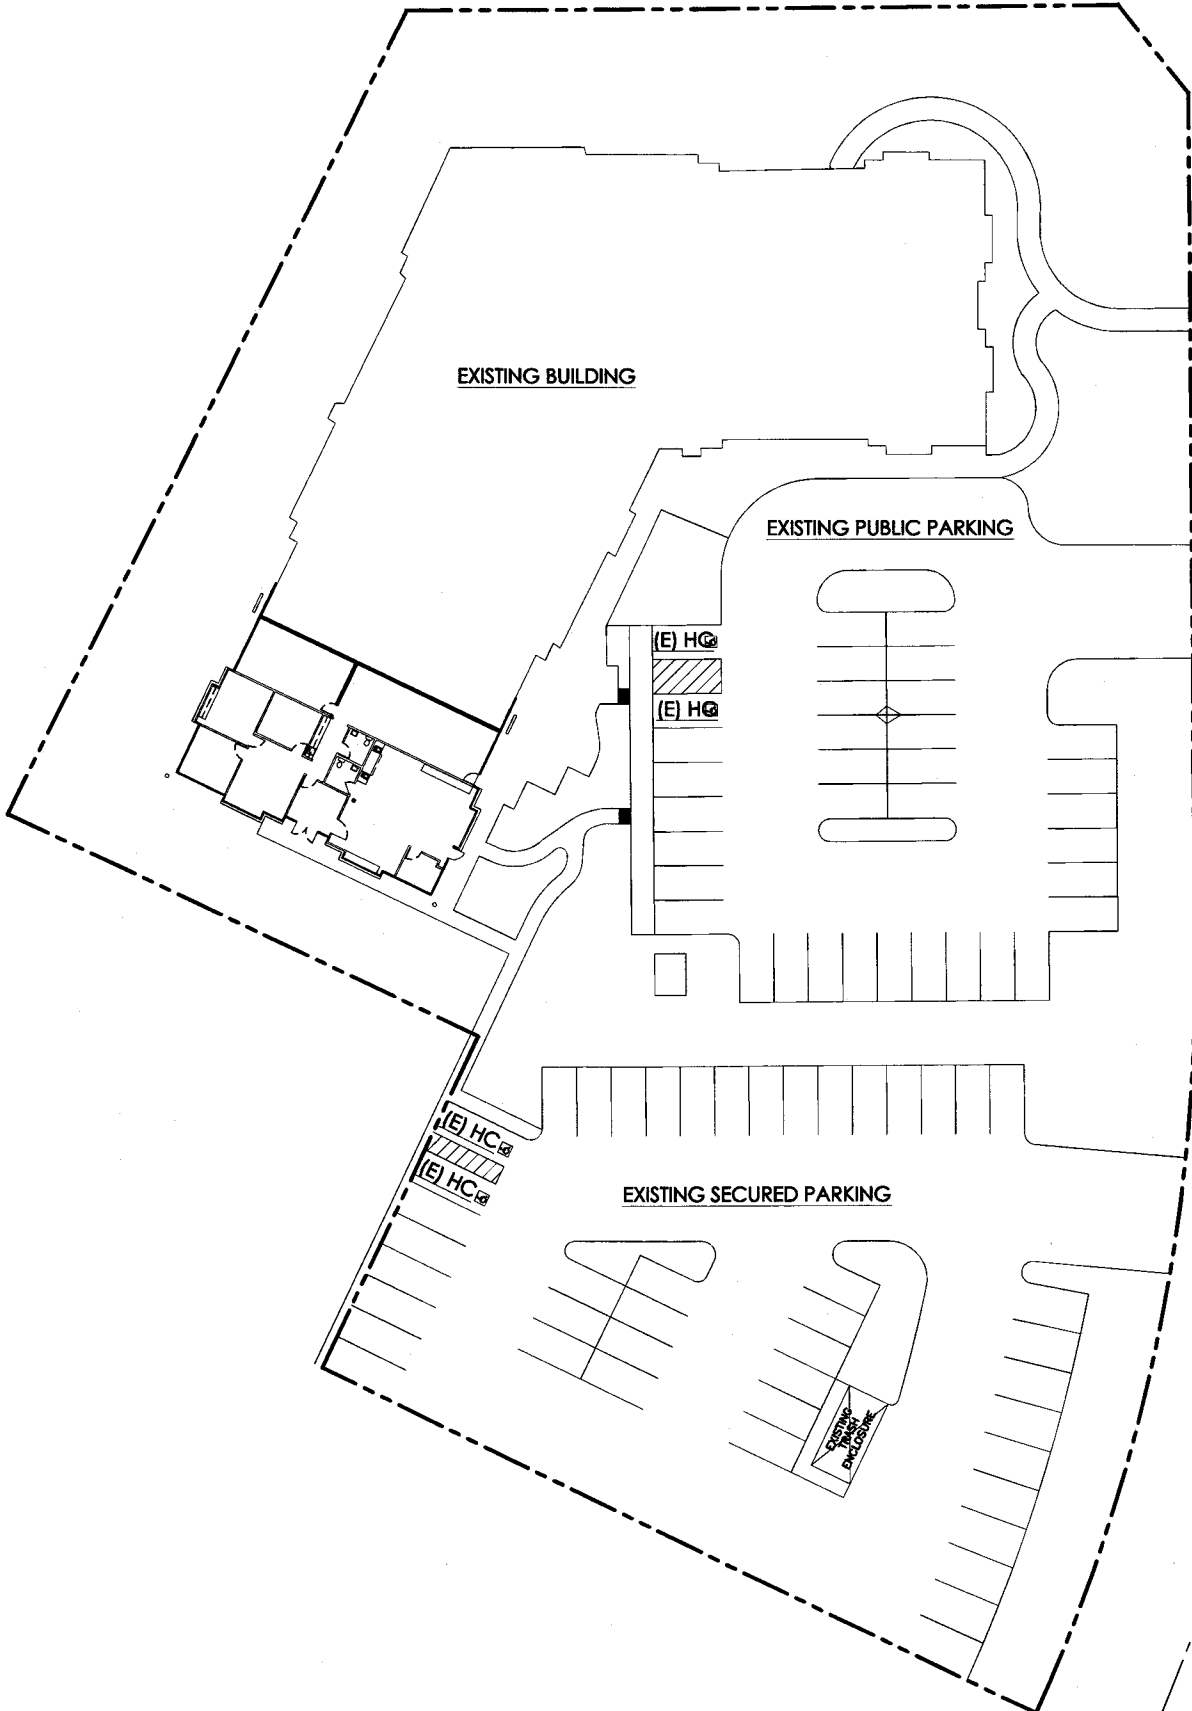 EXISTING BUILDING
EXISTING PUBLIC PARKING
(E) HC
(E) HC
(E) HC
(E) HC
EXISTING SECURED PARKING
EXISTING
TRASH
ENCLOSURE